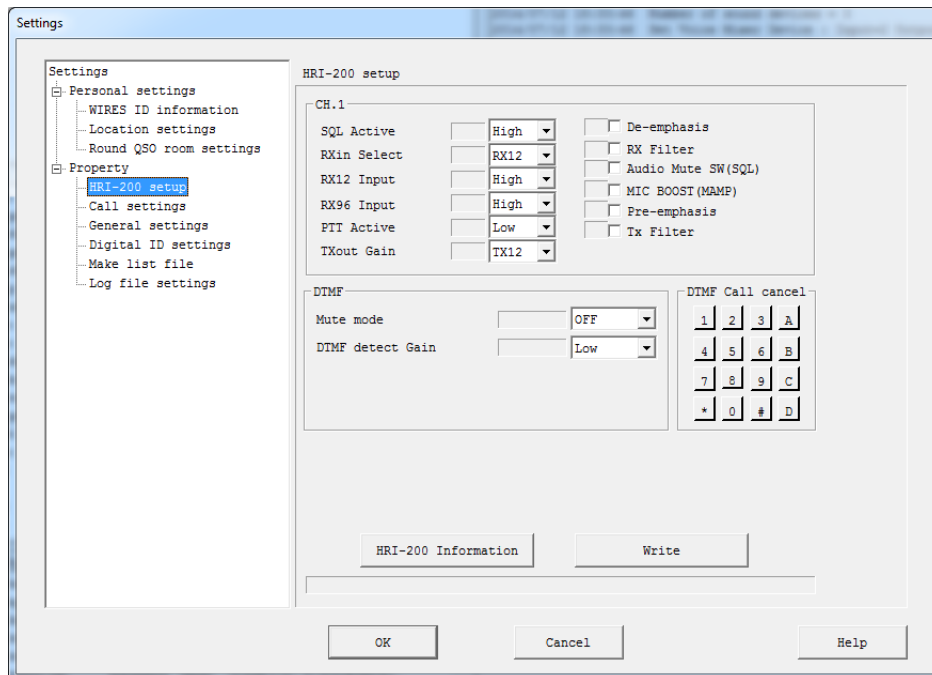 Settings
Settings
Personal settings
WIRES ID information
Location settings
Round QSO room settings
Property
HRI-200 setup
Call settings
General settings
Digital ID settings
Make list file
Log file settings
HRI-200 setup
CH.1
SQL Active High
RXin Select RX12
RX12 Input High
RX96 Input High
PTT Active Low
TXout Gain TX12
De-emphasis
RX Filter
Audio Mute SW(SQL)
MIC BOOST(MAMP)
Pre-emphasis
Tx Filter
DTMF
Mute mode OFF
DTMF detect Gain Low
DTMF Call cancel
1 2 3 A
4 5 6 B
7 8 9 C
* 0 # D
HRI-200 Information Write
OK Cancel Help